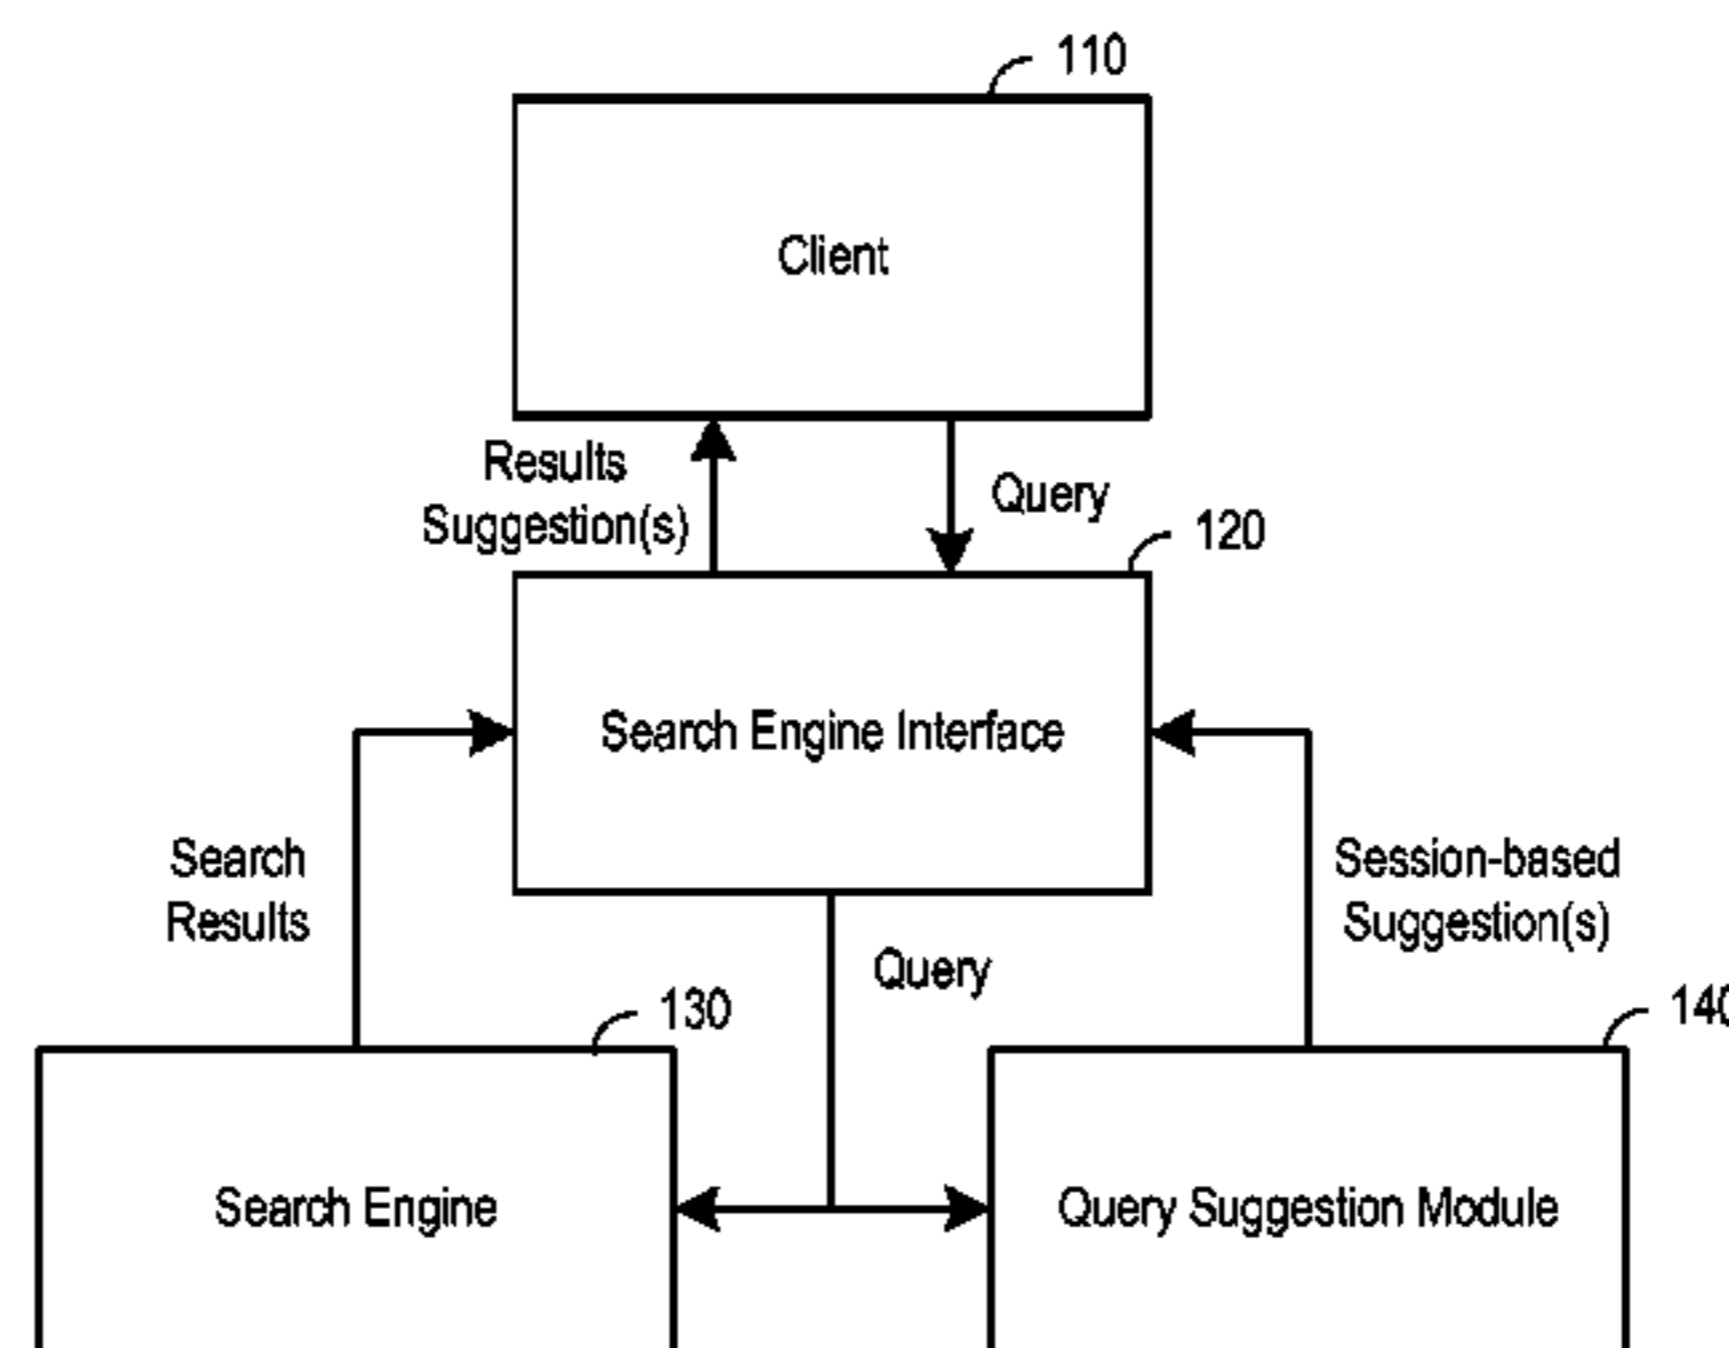 110
Client
Results
Suggestion(s)
Query
120
Search Engine Interface
Search
Results
Session-based
Suggestion(s)
Query
130
140
Search Engine
Query Suggestion Module